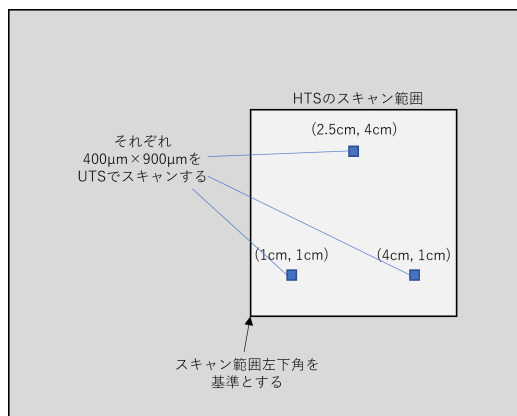 HTSのスキャン範囲
(2.5cm, 4cm)
それぞれ
400μm×900μmを
UTSでスキャンする
(1cm, 1cm)
(4cm, 1cm)
スキャン範囲左下角を
基準とする